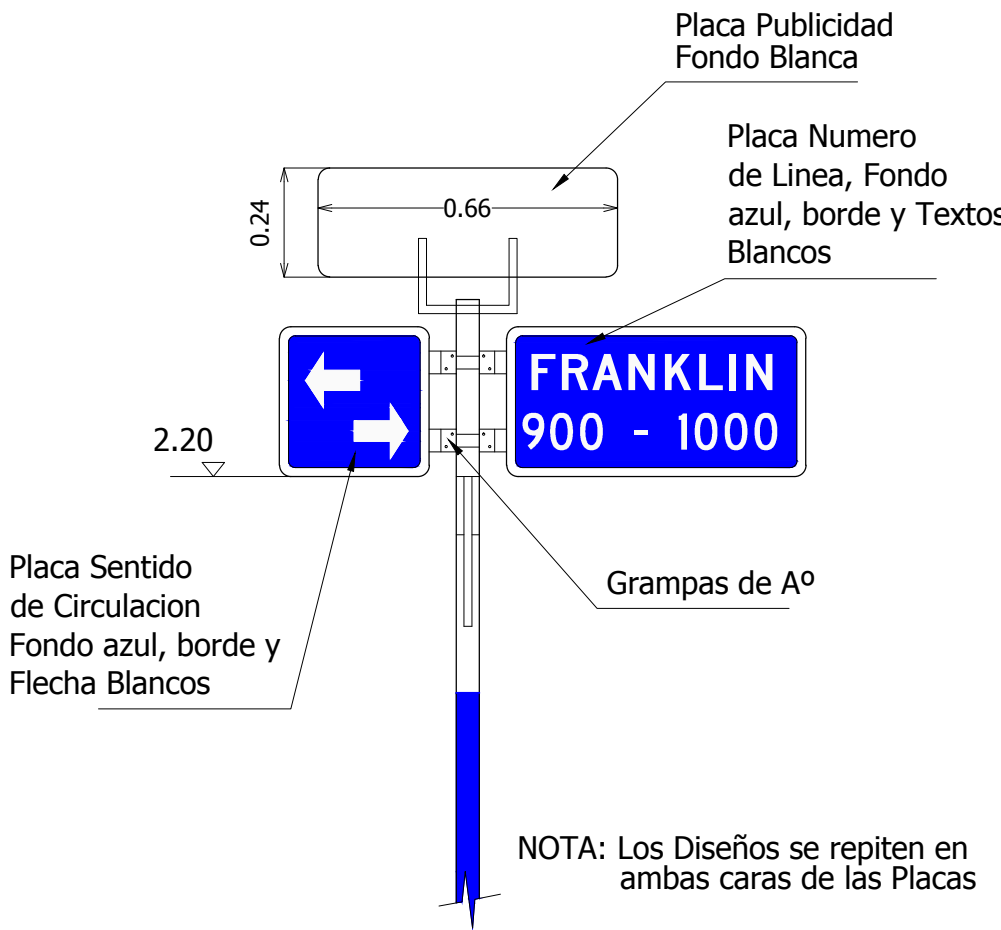 Placa Publicidad
Fondo Blanca
Placa Numero
de Linea, Fondo
azul, borde y Textos
Blancos
0.24
0.66
FRANKLIN
900 - 1000
2.20
Placa Sentido
de Circulacion
Fondo azul, borde y
Flecha Blancos
Grampas de Aº
NOTA: Los Diseños se repiten en
ambas caras de las Placas